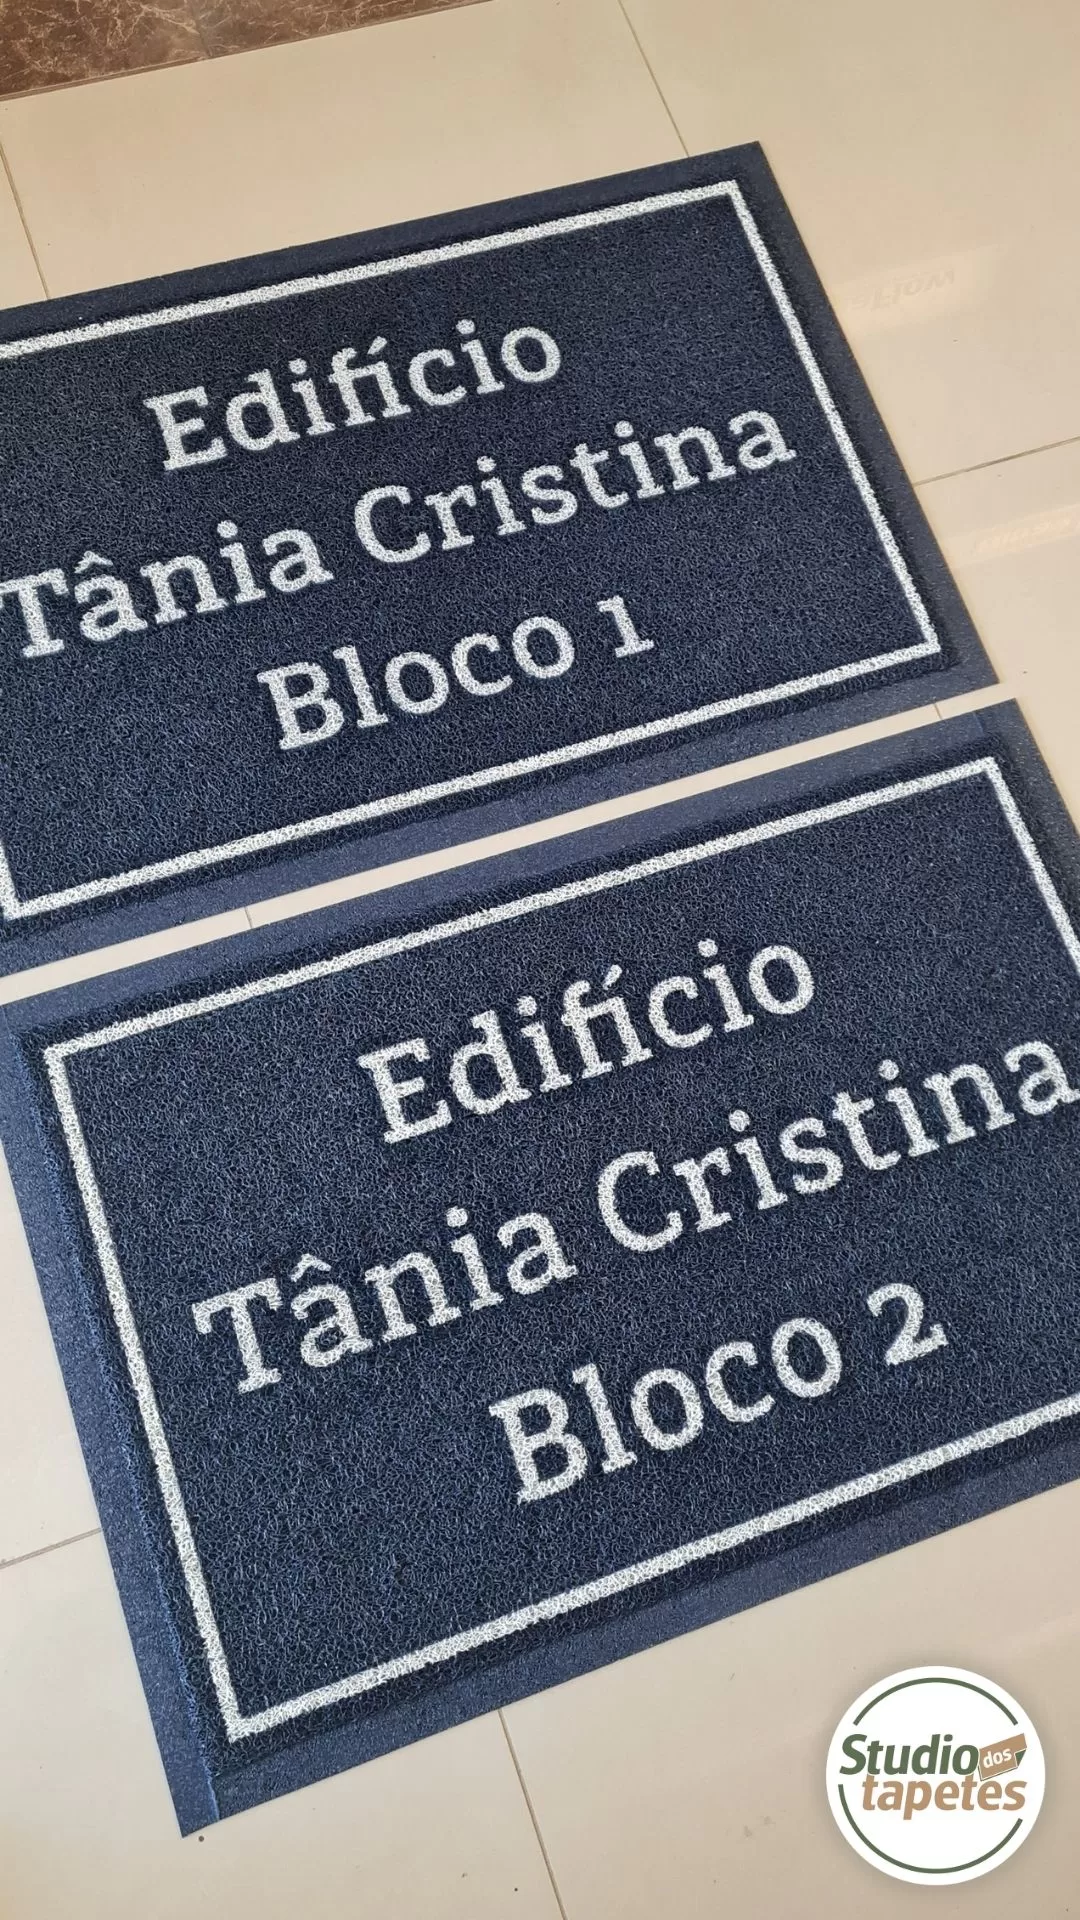 Edifício
Tânia Cristina
Bloco 1
Edifício
Tânia Cristina
Bloco 2
Studio dos
tapetes